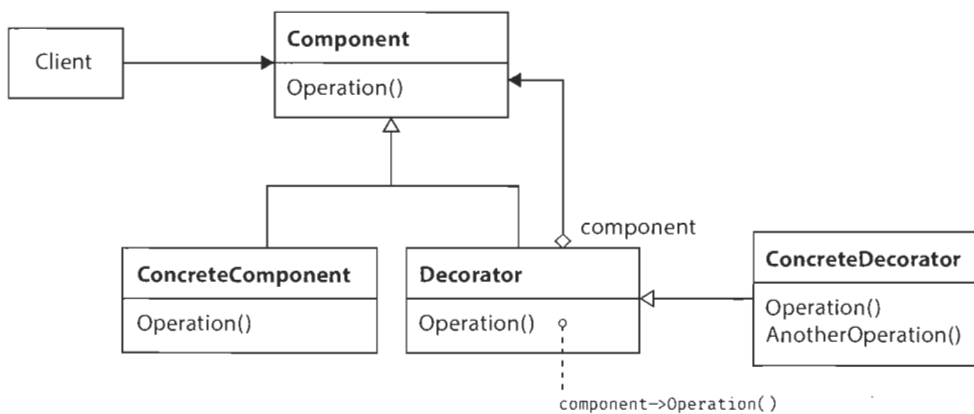 Client
Component
Operation()
component
ConcreteComponent
Operation()
Decorator
Operation()
ConcreteDecorator
Operation()
AnotherOperation()
component->Operation()